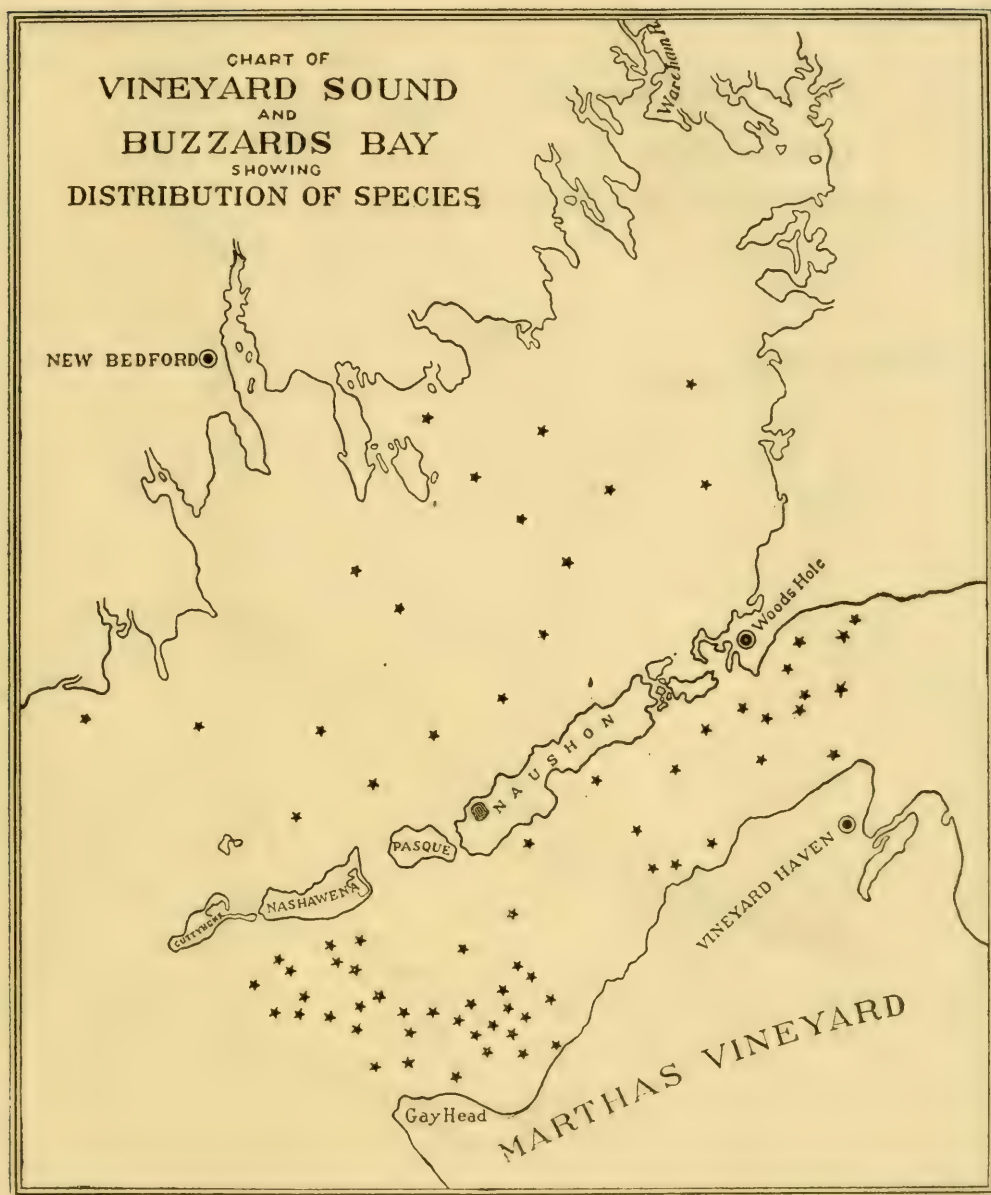 CHART OF
VINEYARD SOUND
AND
BUZZARDS BAY
SHOWING
DISTRIBUTION OF SPECIES
Wareham R.
NEW BEDFORD
Woods Hole
NAUSHON
PASQUE
NASHAWENA
VINEYARD HAVEN
MARTHAS VINEYARD
Gay Head